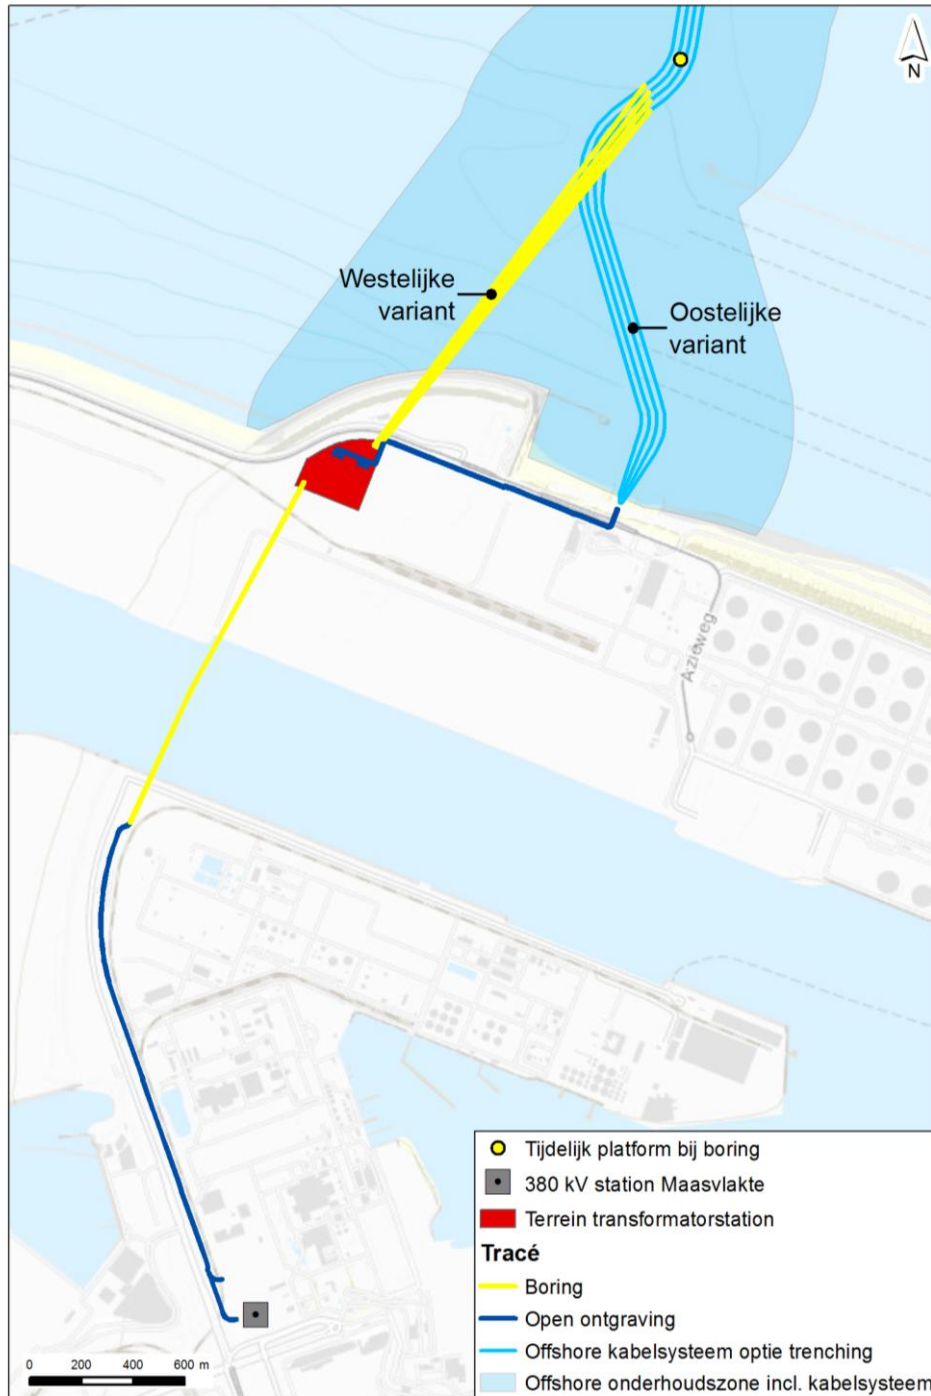 N
Westelijke
variant
Oostelijke
variant
Azieweg
Tijdelijk platform bij boring
380 kV station Maasvlakte
Terrein transformatorstation
Tracé
Boring
Open ontgraving
Offshore kabelsysteem optie trenching
Offshore onderhoudszone incl. kabelsysteem
0 200 400 600 m